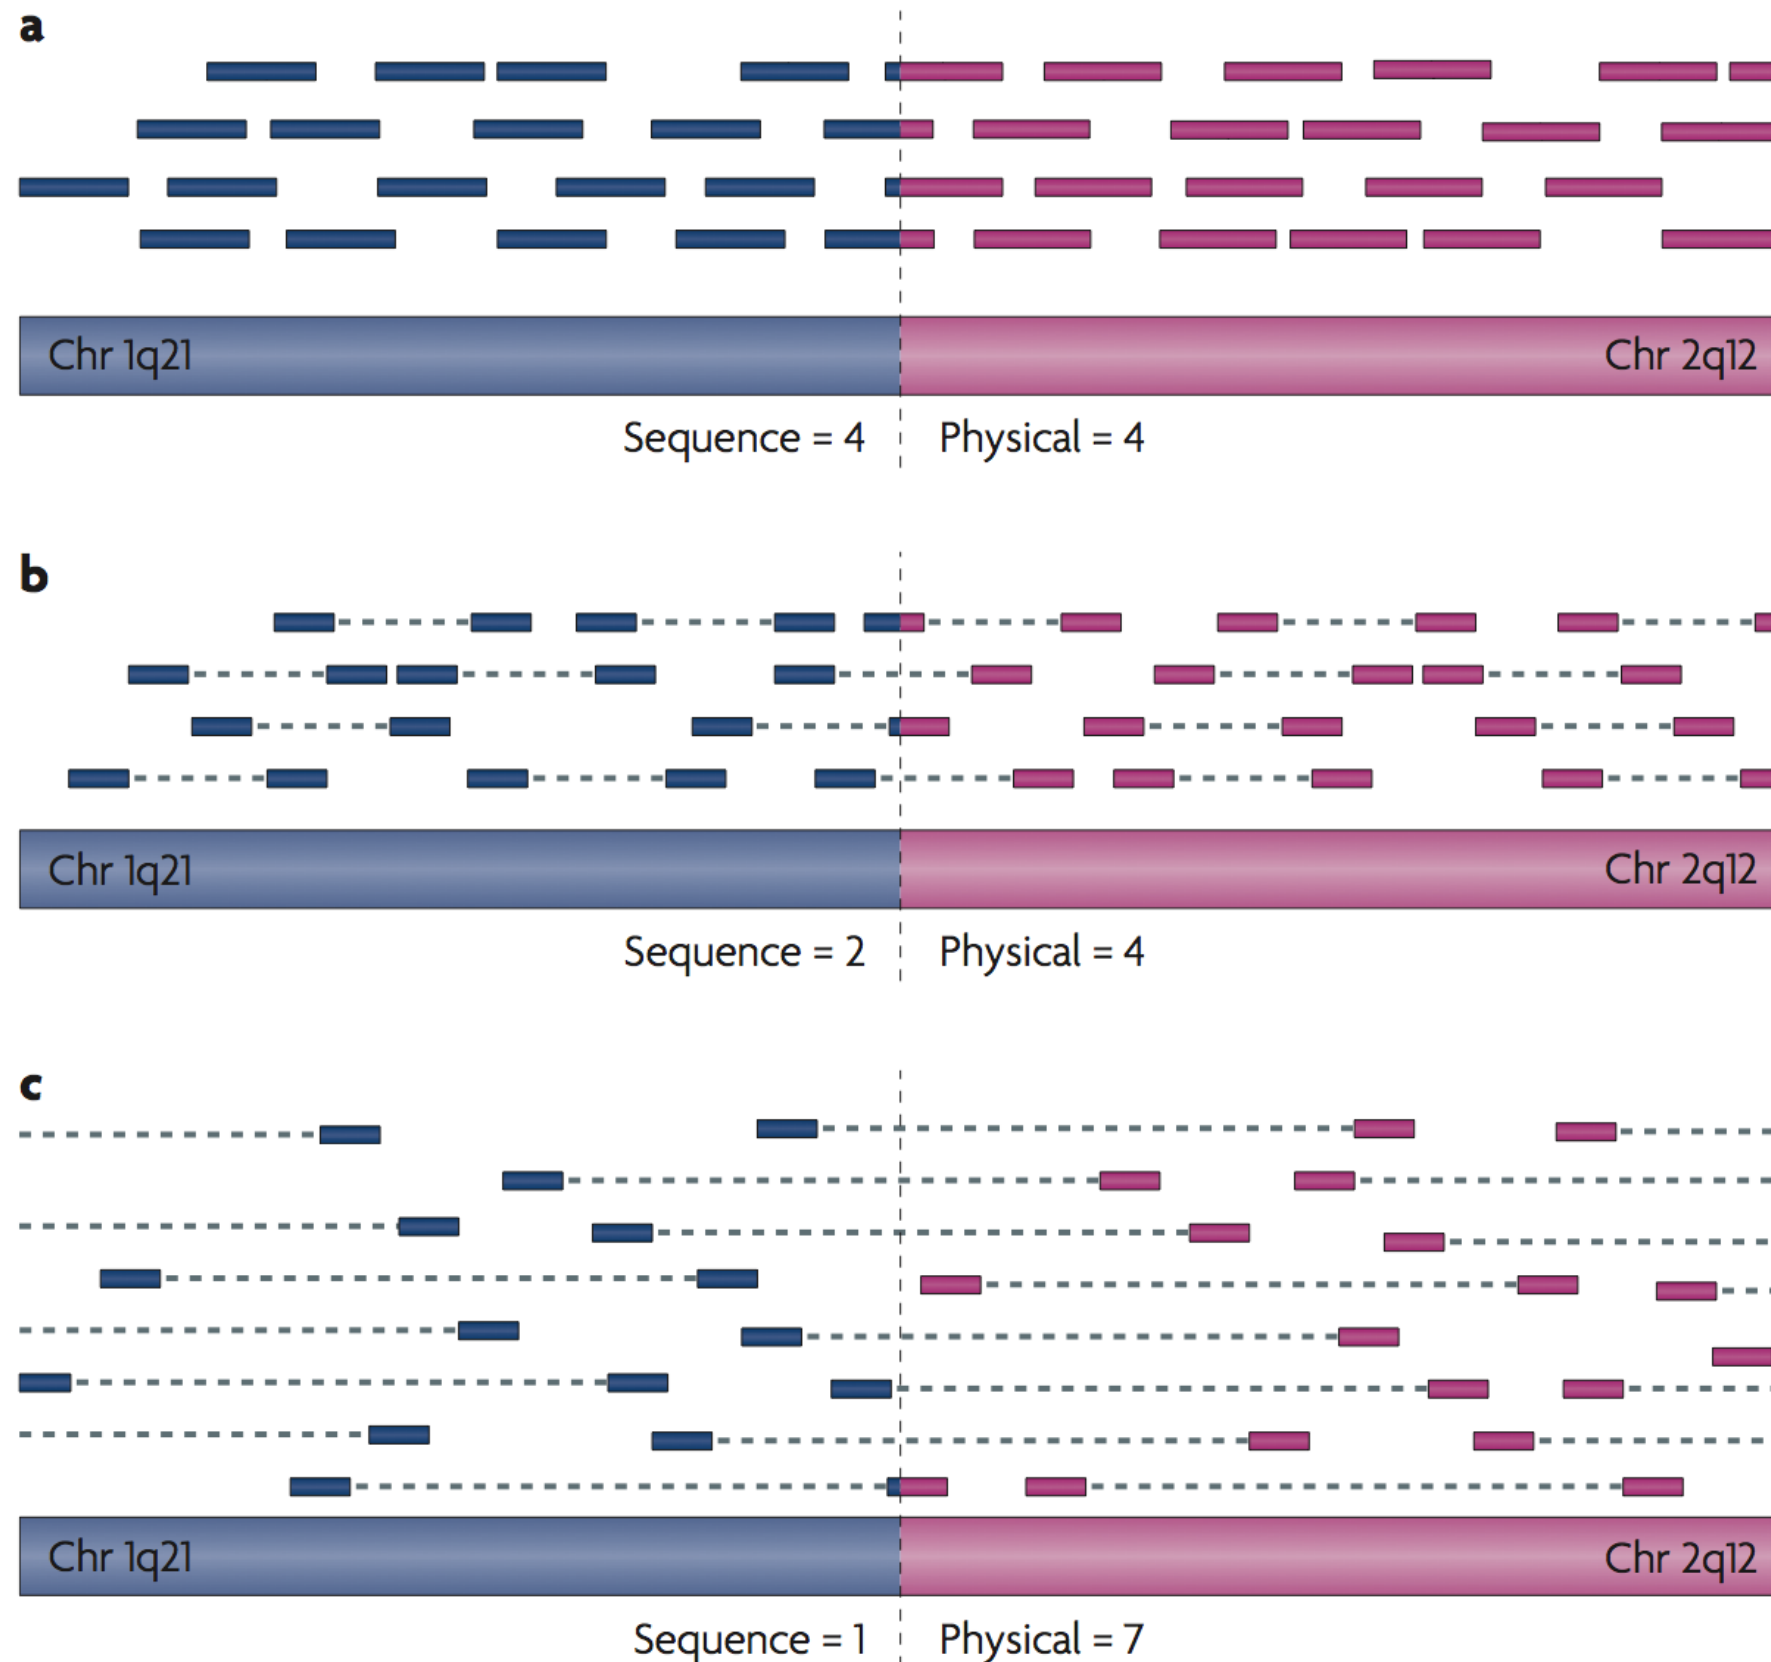 a
Chr 1q21 Chr 2q12
Sequence = 4 Physical = 4
b
Chr 1q21 Chr 2q12
Sequence = 2 Physical = 4
c
Chr 1q21 Chr 2q12
Sequence = 1 Physical = 7